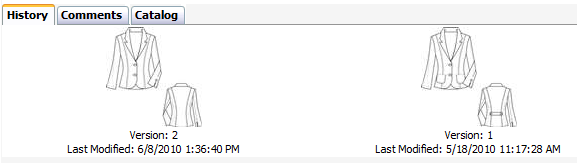 History Comments Catalog
Version: 2
Last Modified: 6/8/2010 1:36:40 PM
Version: 1
Last Modified: 5/18/2010 11:17:28 AM